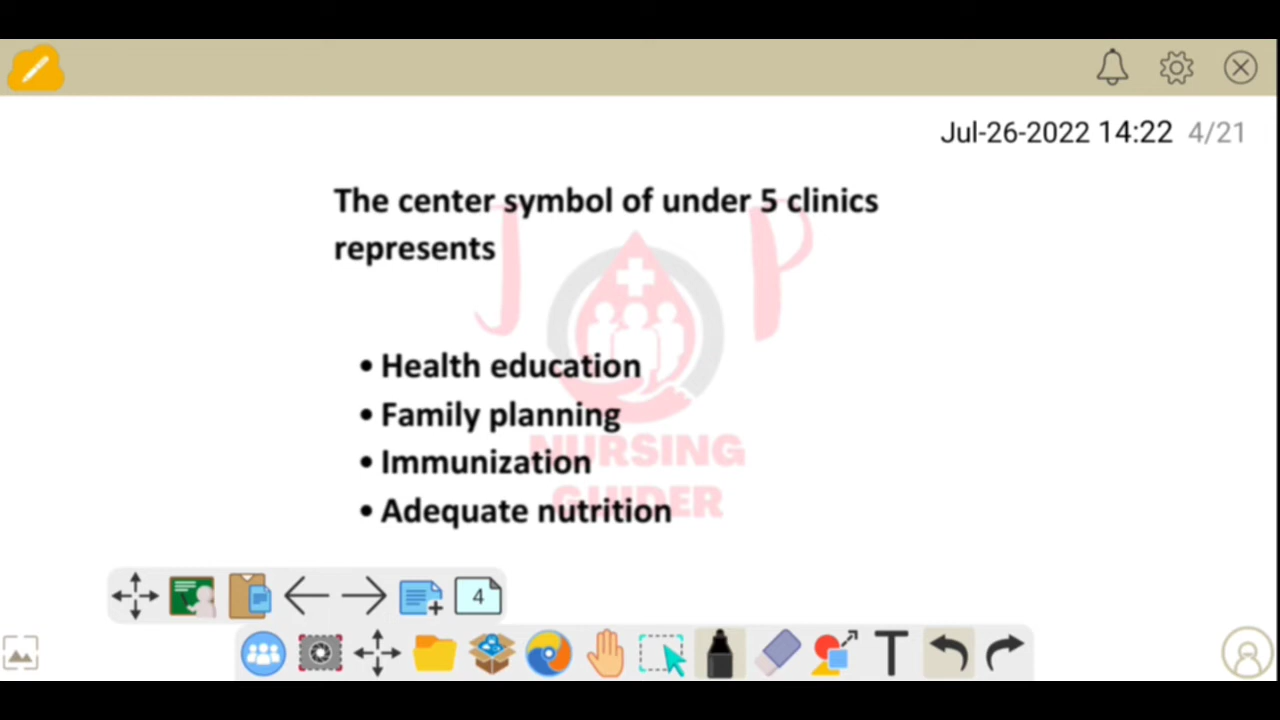 Jul-26-2022 14:22 4/21
The center symbol of under 5 clinics
represents
J P
• Health education
• Family planning
• Immunization
• Adequate nutrition
NURSING
GUIDER
4
T